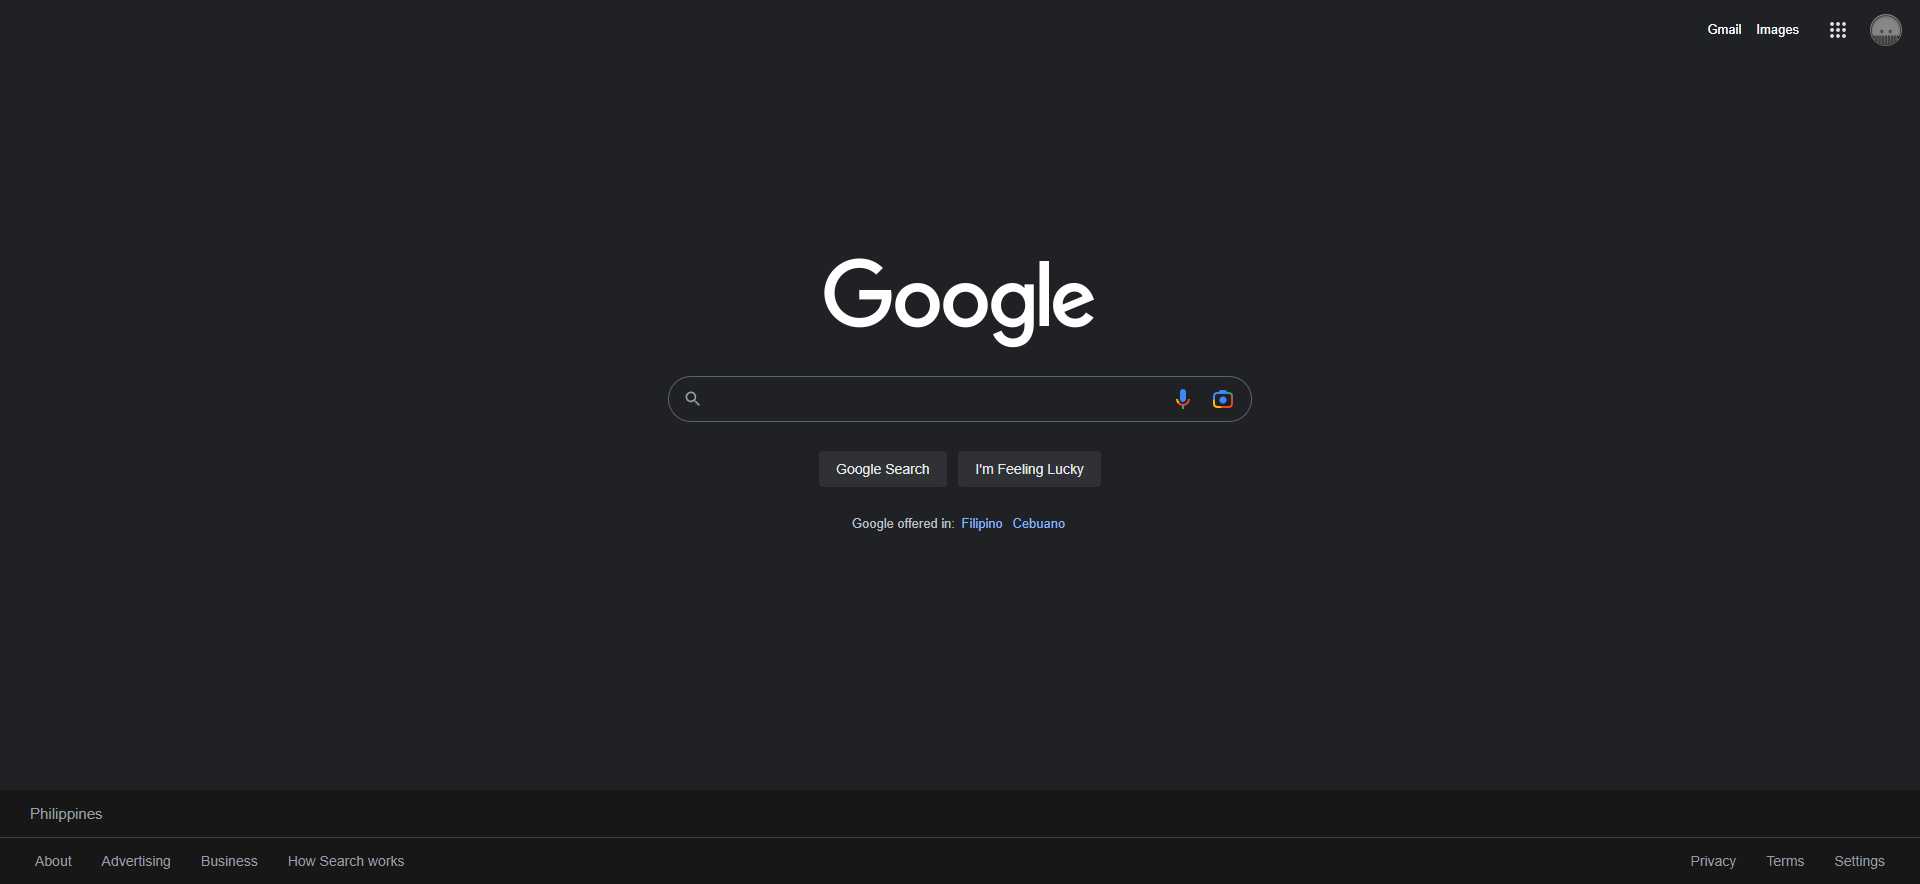 Gmail Images
Google
Google Search I'm Feeling Lucky
Google offered in: Filipino Cebuano
Philippines
About Advertising Business How Search works Privacy Terms Settings